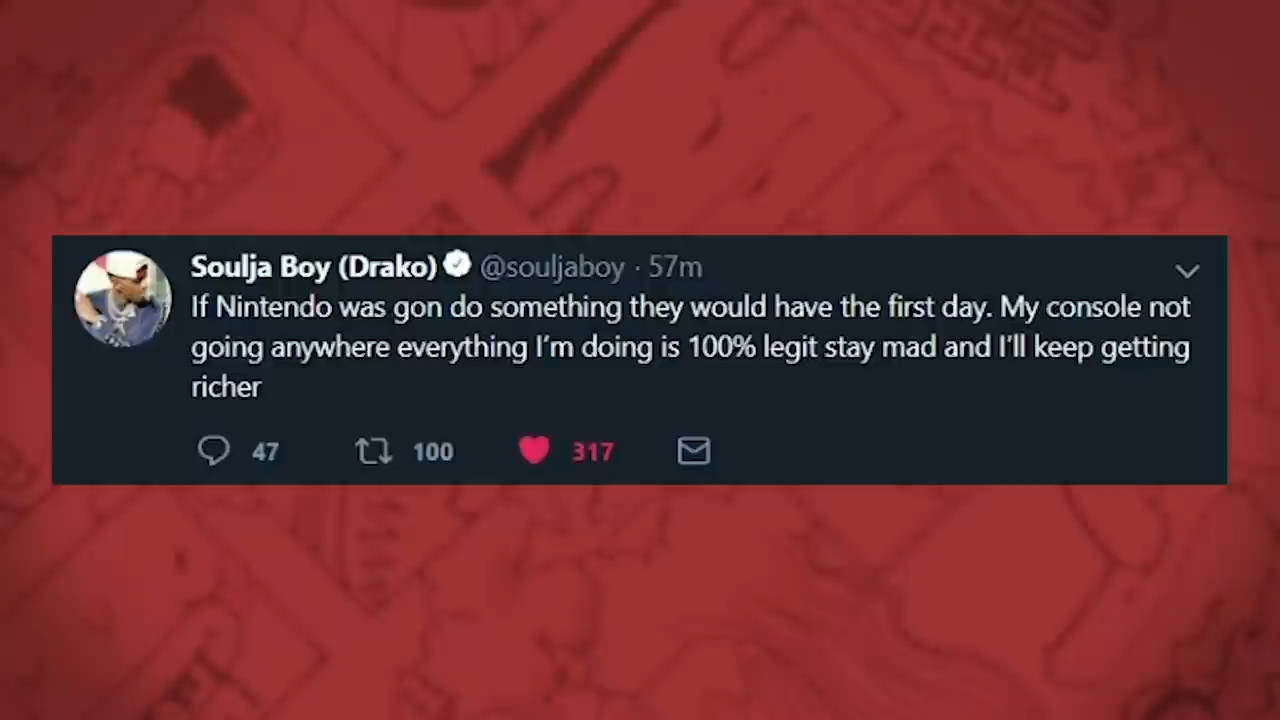 Soulja Boy (Drako) @souljaboy · 57m
If Nintendo was gon do something they would have the first day. My console not
going anywhere everything I'm doing is 100% legit stay mad and I'll keep getting
richer
47 100 317